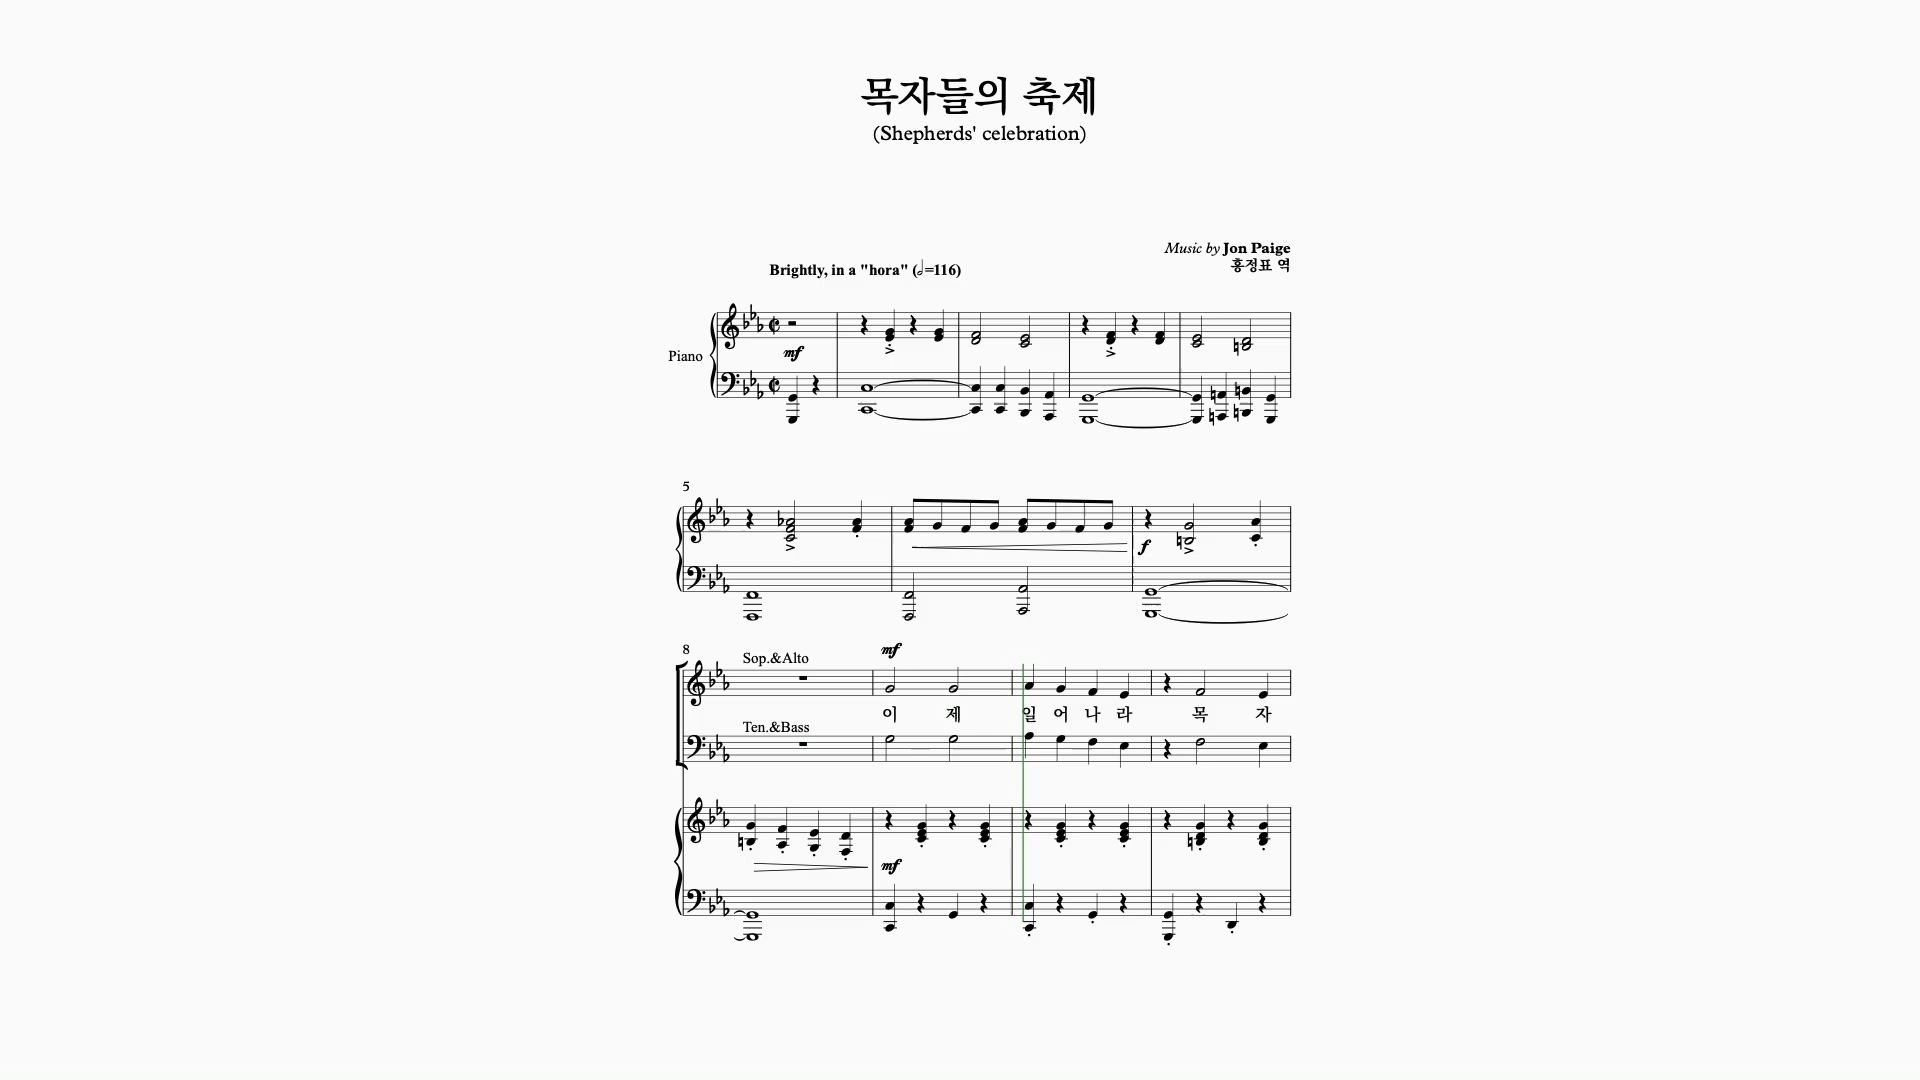 목자들의 축제
(Shepherds' celebration)
Music by Jon Paige
Brightly, in a "hora" (𝅗𝅥=116)
홍정표 역
Piano
mf
5
f
8
Sop.&Alto
mf
이 제 일 어 나 라 목 자
Ten.&Bass
mf